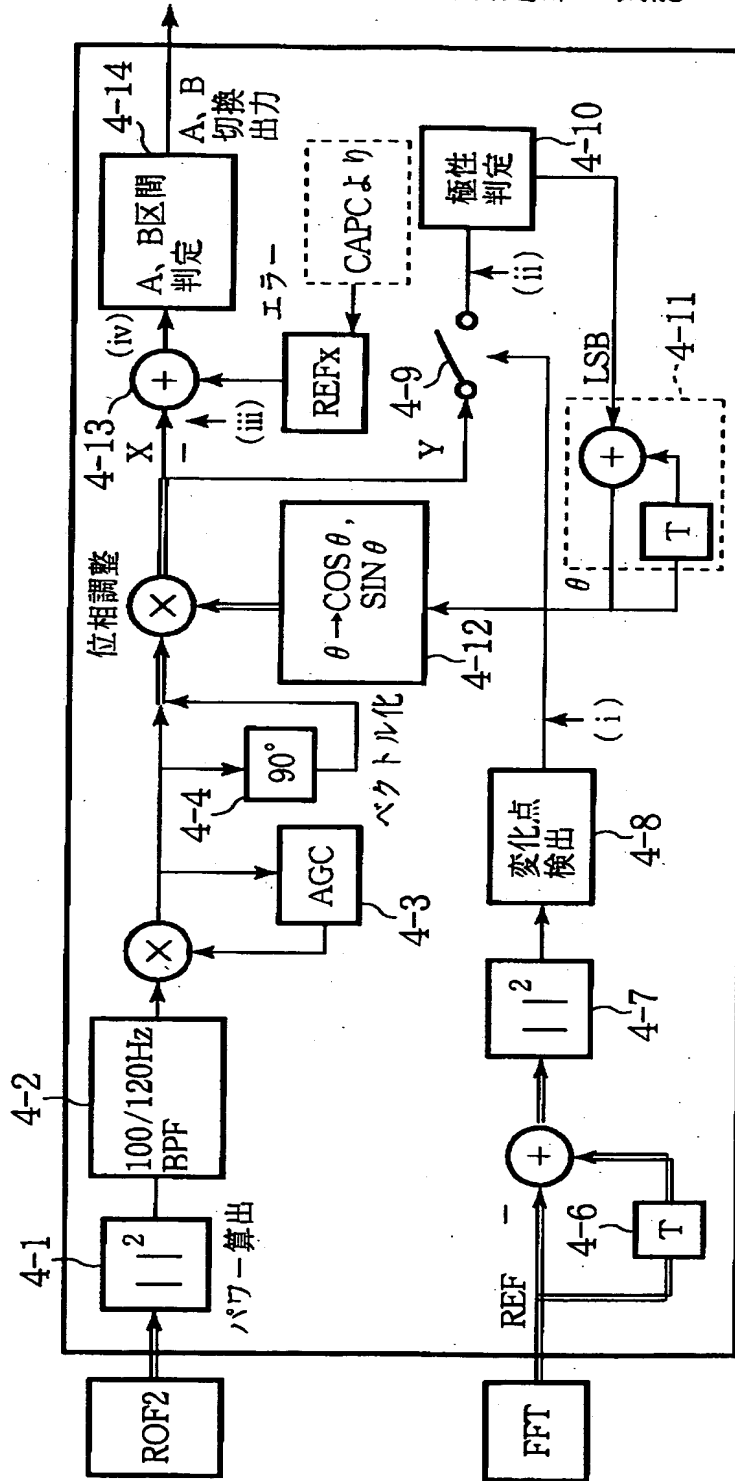 ROF2
4-1
| |²
パワー算出
4-2
100/120Hz
BPF
×
AGC
4-3
4-4
90°
ベクトル化
位相調整
×
θ→COSθ,
SINθ
4-12
X
−
(iii)
4-13
+
(iv)
A、B区間
判定
4-14
A、B
切換
出力
エラー
REFx
CAPCより
Y
4-9
(ii)
極性
判定
4-10
LSB
4-11
+
T
θ
FFT
REF
−
4-6
T
+
| |²
4-7
変化点
検出
4-8
(i)